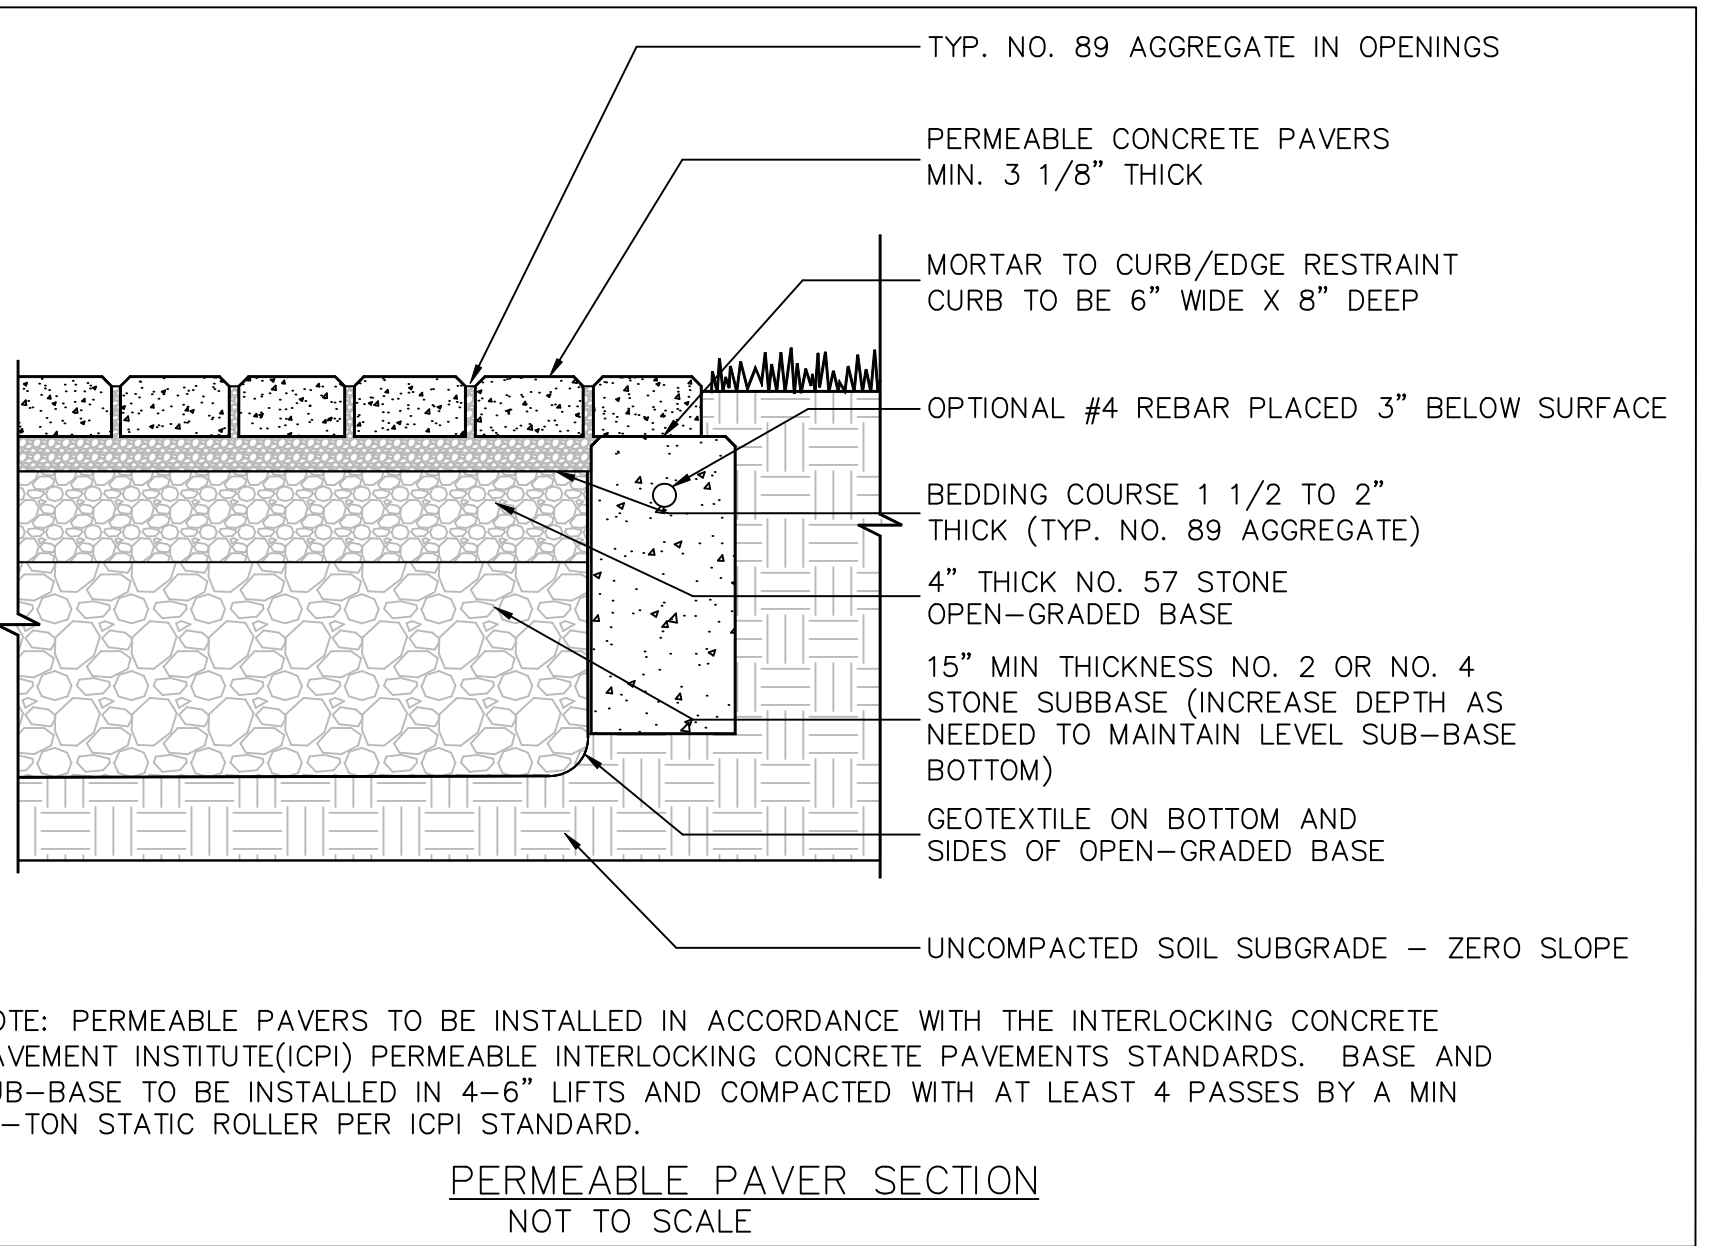 TYP. NO. 89 AGGREGATE IN OPENINGS
PERMEABLE CONCRETE PAVERS
MIN. 3 1/8" THICK
MORTAR TO CURB/EDGE RESTRAINT
CURB TO BE 6" WIDE X 8" DEEP
OPTIONAL #4 REBAR PLACED 3" BELOW SURFACE
BEDDING COURSE 1 1/2 TO 2"
THICK (TYP. NO. 89 AGGREGATE)
4" THICK NO. 57 STONE
OPEN-GRADED BASE
15" MIN THICKNESS NO. 2 OR NO. 4
STONE SUBBASE (INCREASE DEPTH AS
NEEDED TO MAINTAIN LEVEL SUB-BASE
BOTTOM)
GEOTEXTILE ON BOTTOM AND
SIDES OF OPEN-GRADED BASE
UNCOMPACTED SOIL SUBGRADE - ZERO SLOPE
OTE: PERMEABLE PAVERS TO BE INSTALLED IN ACCORDANCE WITH THE INTERLOCKING CONCRETE
AVEMENT INSTITUTE(ICPI) PERMEABLE INTERLOCKING CONCRETE PAVEMENTS STANDARDS. BASE AND
UB-BASE TO BE INSTALLED IN 4-6" LIFTS AND COMPACTED WITH AT LEAST 4 PASSES BY A MIN
-TON STATIC ROLLER PER ICPI STANDARD.
PERMEABLE PAVER SECTION
NOT TO SCALE